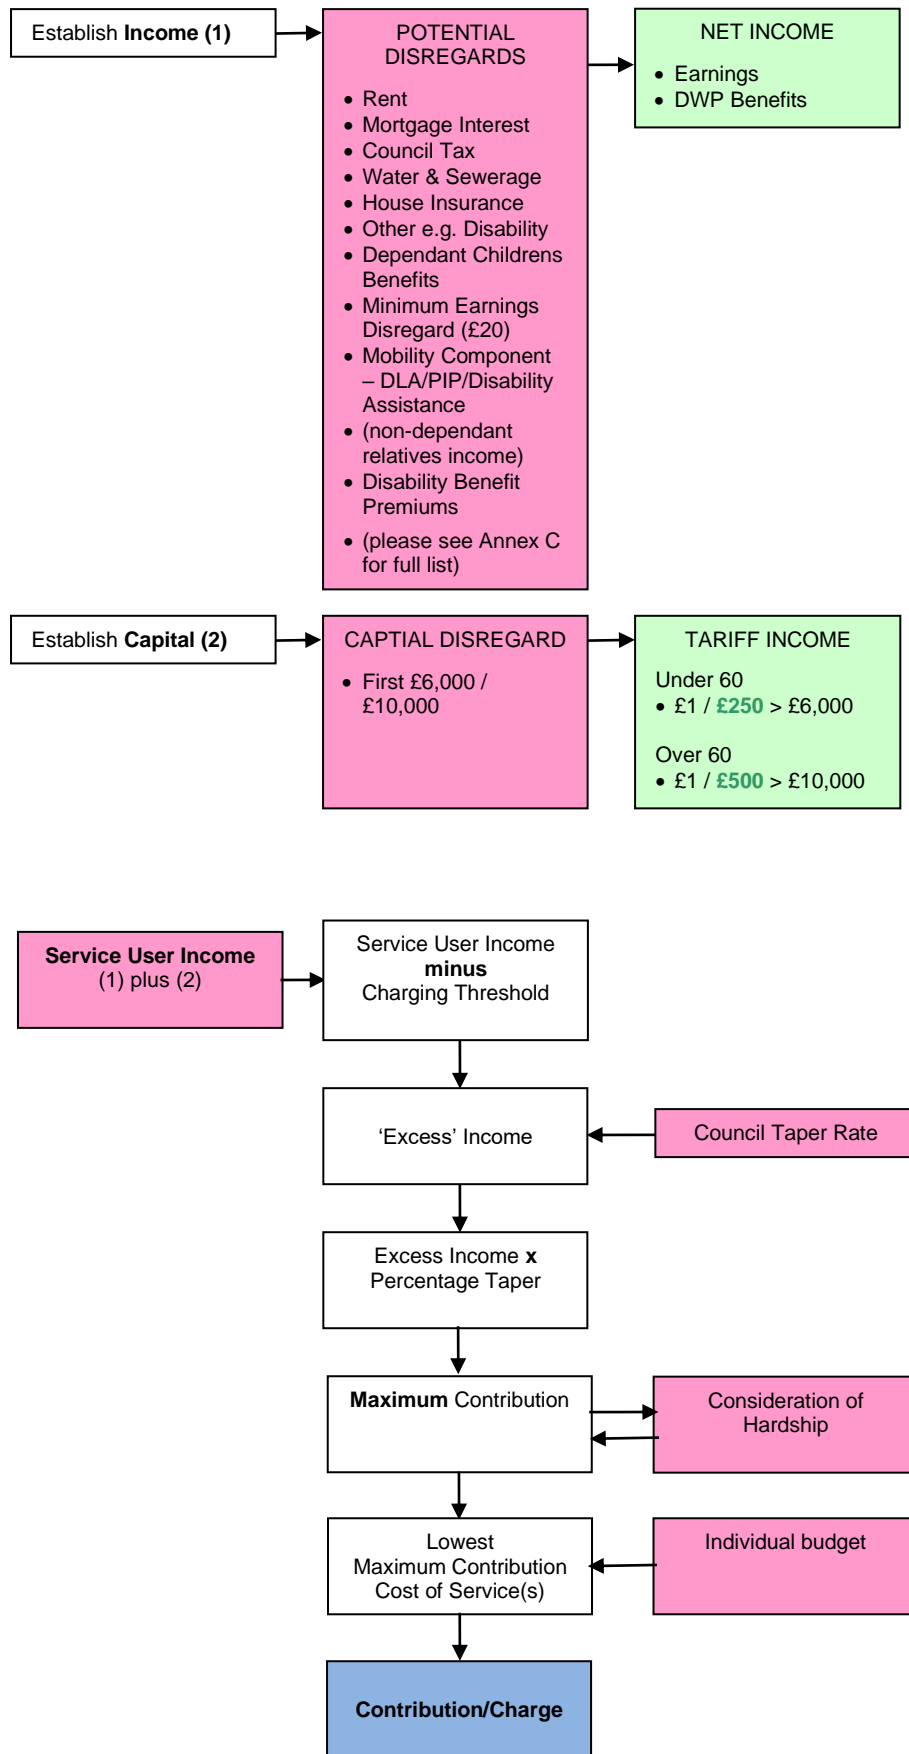 Establish Income (1)
POTENTIAL
DISREGARDS
• Rent
• Mortgage Interest
• Council Tax
• Water & Sewerage
• House Insurance
• Other e.g. Disability
• Dependant Childrens
Benefits
• Minimum Earnings
Disregard (£20)
• Mobility Component
– DLA/PIP/Disability
Assistance
• (non-dependant
relatives income)
• Disability Benefit
Premiums
• (please see Annex C
for full list)
NET INCOME
• Earnings
• DWP Benefits
Establish Capital (2)
CAPTIAL DISREGARD
• First £6,000 /
£10,000
TARIFF INCOME
Under 60
• £1 / £250 > £6,000
Over 60
• £1 / £500 > £10,000
Service User Income
(1) plus (2)
Service User Income
minus
Charging Threshold
‘Excess’ Income
Council Taper Rate
Excess Income x
Percentage Taper
Maximum Contribution
Consideration of
Hardship
Lowest
Maximum Contribution
Cost of Service(s)
Individual budget
Contribution/Charge